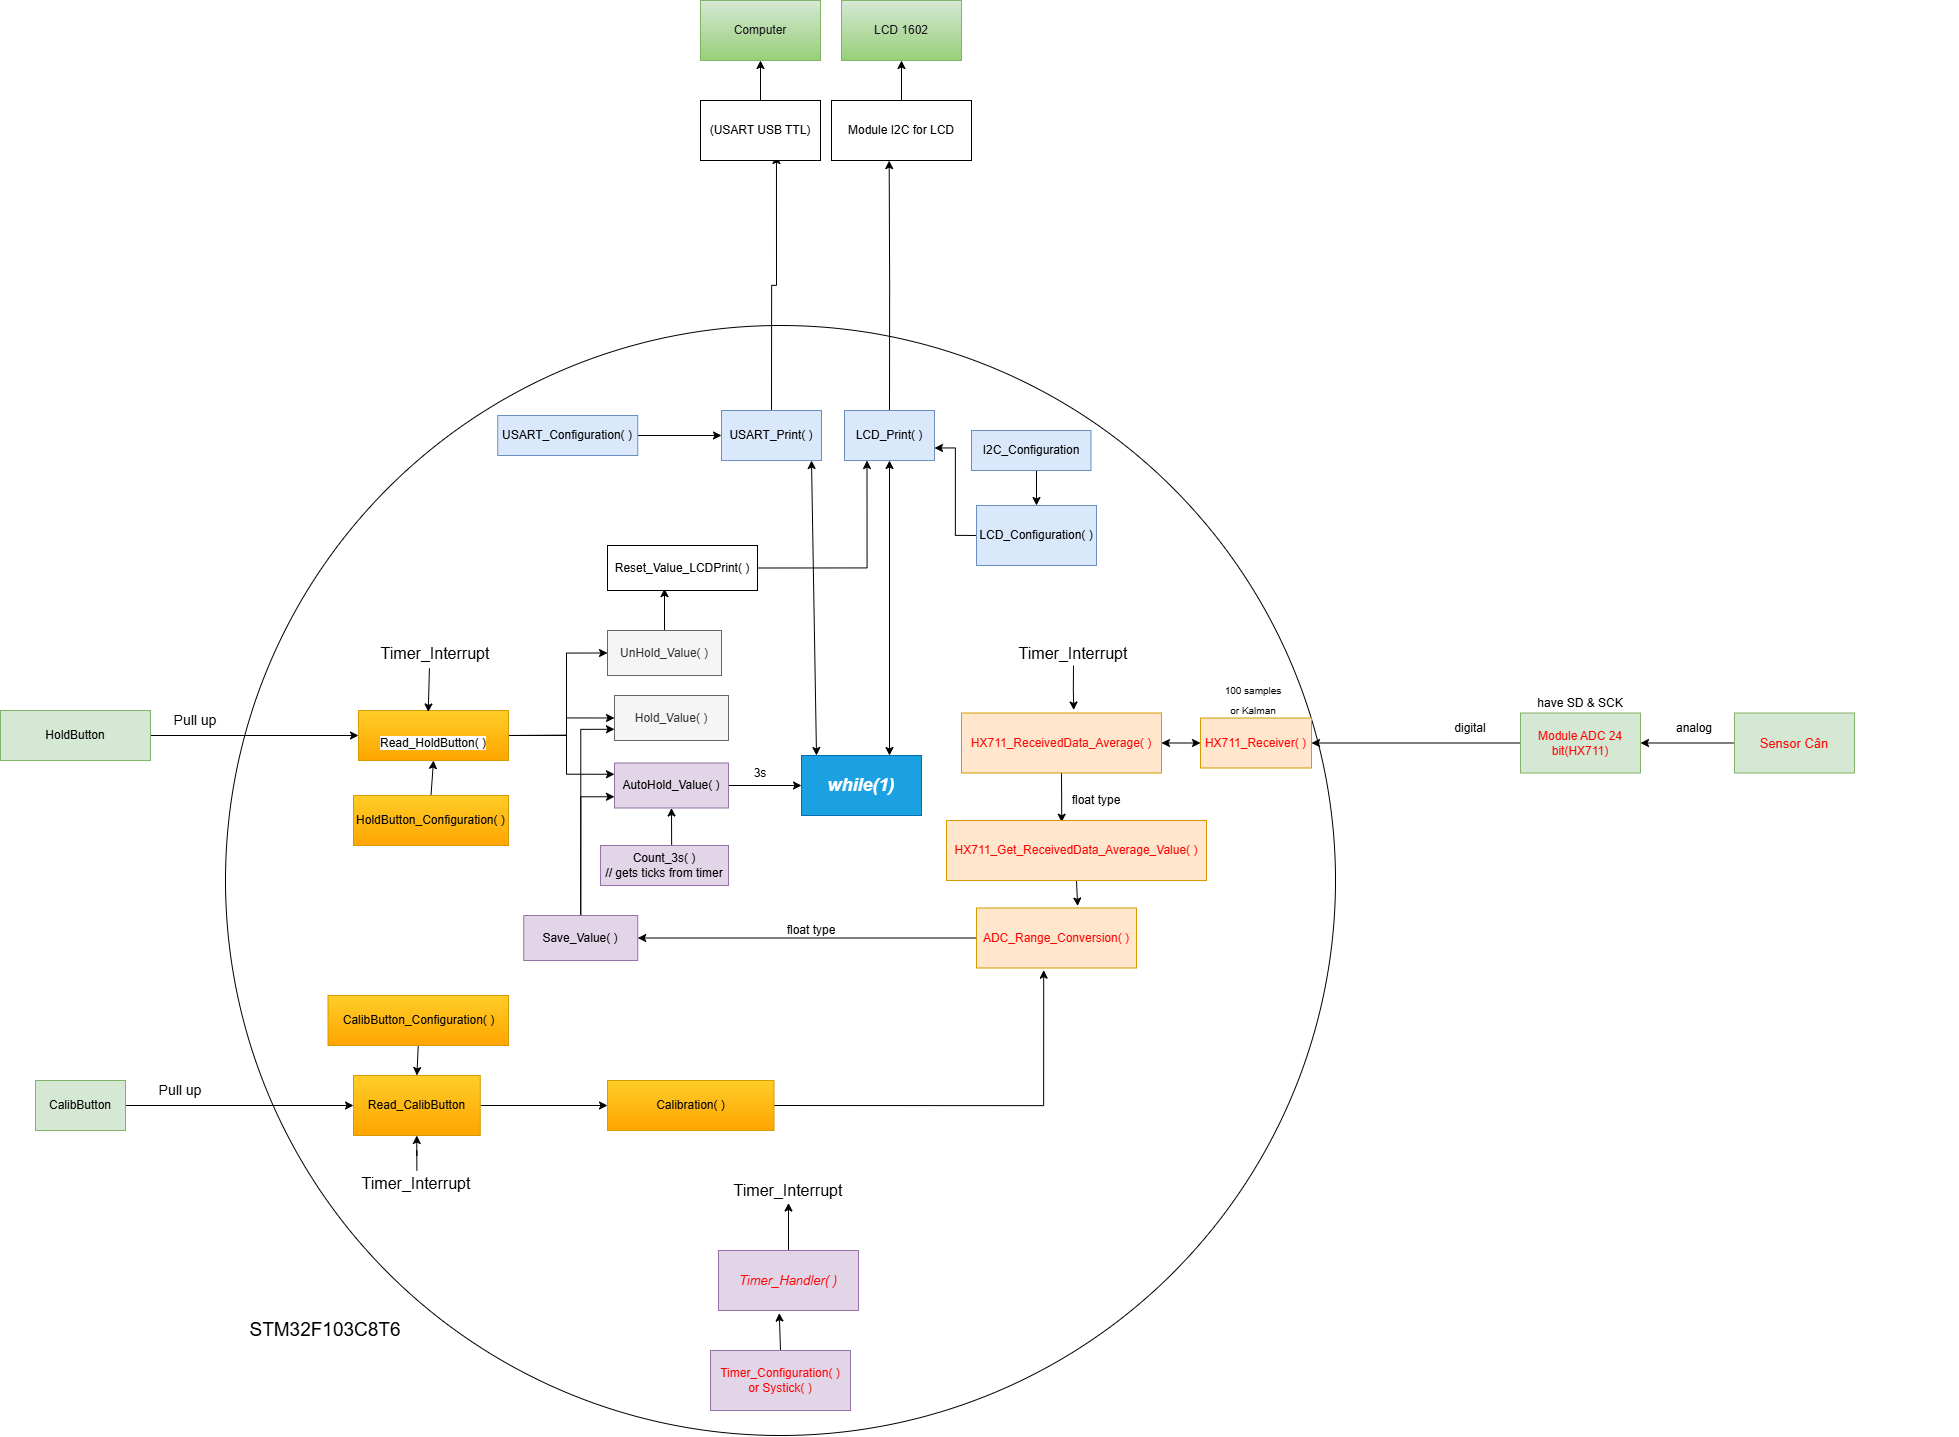 Computer
LCD 1602
(USART USB TTL)
Module I2C for LCD
USART_Configuration( )
USART_Print( )
LCD_Print( )
I2C_Configuration
LCD_Configuration( )
Reset_Value_LCDPrint( )
Timer_Interrupt
UnHold_Value( )
Timer_Interrupt
100 samples
or Kalman
have SD & SCK
HoldButton
Pull up
Read_HoldButton( )
Hold_Value( )
HX711_ReceivedData_Average( )
HX711_Receiver( )
digital
Module ADC 24
bit(HX711)
analog
Sensor Cân
AutoHold_Value( )
3s
while(1)
float type
HoldButton_Configuration( )
Count_3s( )
// gets ticks from timer
HX711_Get_ReceivedData_Average_Value( )
Save_Value( )
float type
ADC_Range_Conversion( )
CalibButton_Configuration( )
CalibButton
Pull up
Read_CalibButton
Calibration( )
Timer_Interrupt
Timer_Interrupt
Timer_Handler( )
STM32F103C8T6
Timer_Configuration( )
or Systick( )